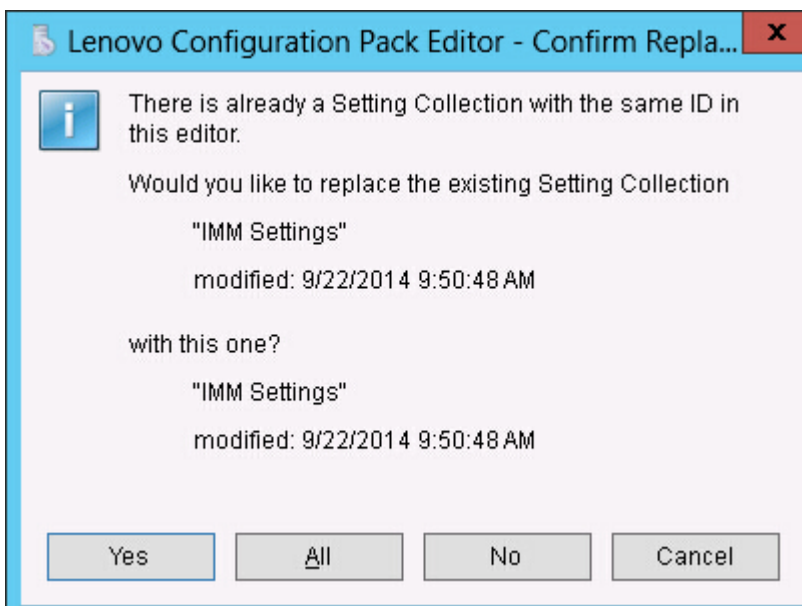 Lenovo Configuration Pack Editor - Confirm Repla...
x
There is already a Setting Collection with the same ID in
this editor.
Would you like to replace the existing Setting Collection
"IMM Settings"
modified: 9/22/2014 9:50:48 AM
with this one?
"IMM Settings"
modified: 9/22/2014 9:50:48 AM
Yes All No Cancel